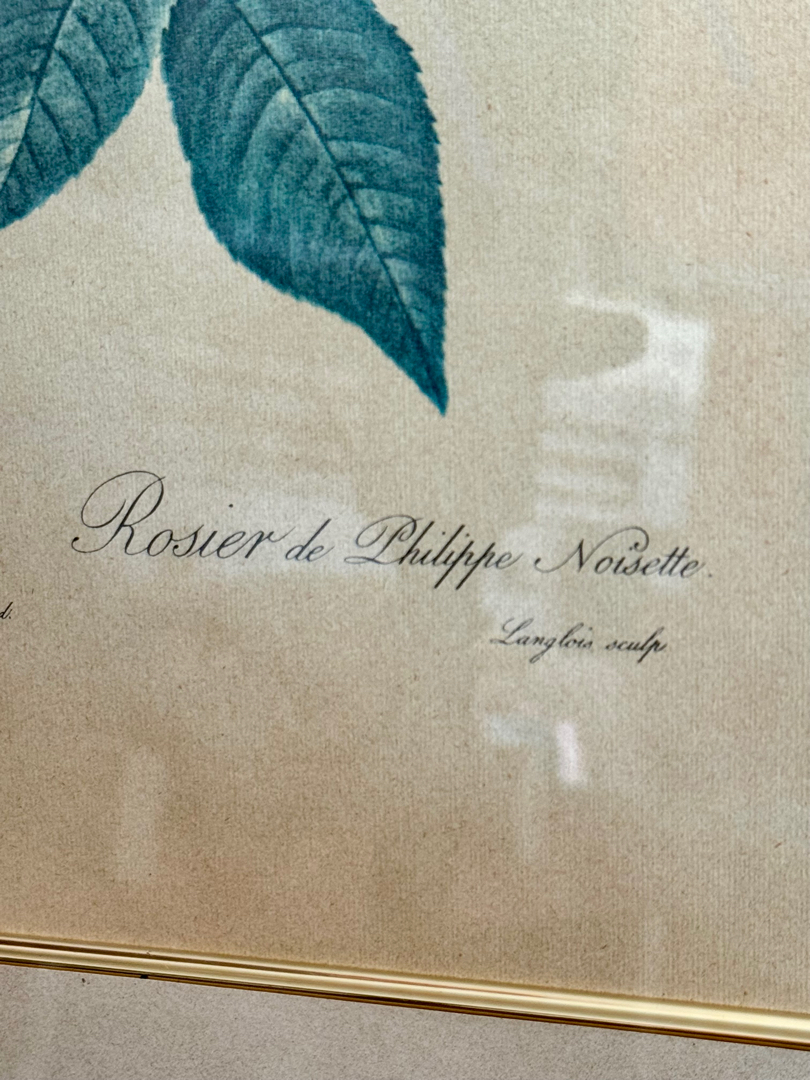 Rosier de Philippe Noisette.
d.
Langlois sculp